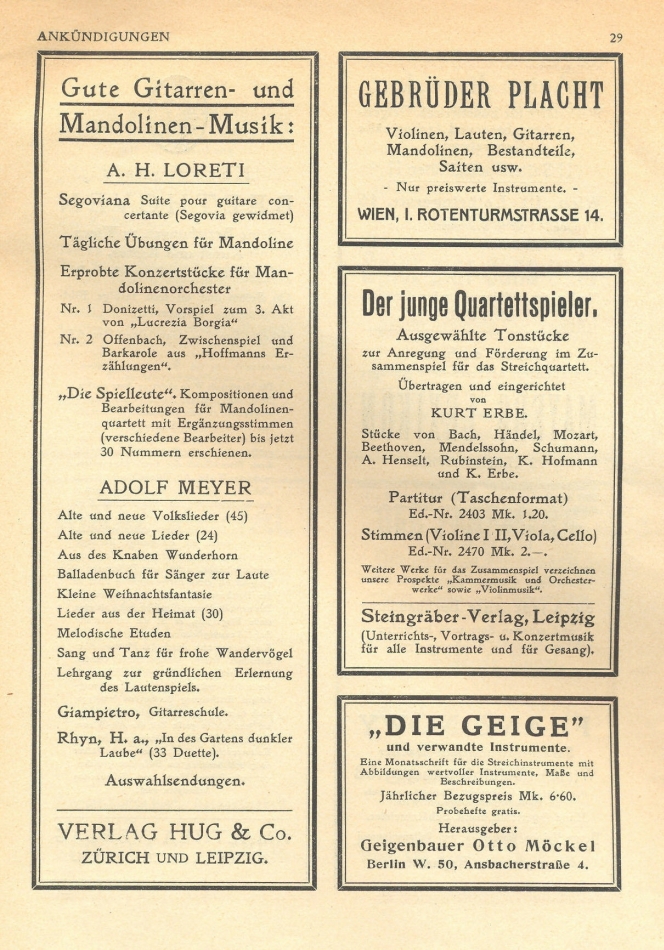 ANKÜNDIGUNGEN
29
Gute Gitarren- und
Mandolinen-Musik:
A. H. LORETI
Segoviana Suite pour guitare con-
certante (Segovia gewidmet)
Tägliche Übungen für Mandoline
Erprobte Konzertstücke für Man-
dolinenorchester
Nr. 1 Donizetti, Vorspiel zum 3. Akt
von „Lucrezia Borgia“
Nr. 2 Offenbach, Zwischenspiel und
Barkarole aus „Hoffmanns Er-
zählungen“.
„Die Spielleute“. Kompositionen und
Bearbeitungen für Mandolinen-
quartett mit Ergänzungsstimmen
(verschiedene Bearbeiter) bis jetzt
30 Nummern erschienen.
ADOLF MEYER
Alte und neue Volkslieder (45)
Alte und neue Lieder (24)
Aus des Knaben Wunderhorn
Balladenbuch für Sänger zur Laute
Kleine Weihnachtsfantasie
Lieder aus der Heimat (30)
Melodische Etuden
Sang und Tanz für frohe Wandervögel
Lehrgang zur gründlichen Erlernung
des Lautenspiels.
Giampietro, Gitarreschule.
Rhyn, H. a., „In des Gartens dunkler
Laube“ (33 Duette).
Auswahlsendungen.
VERLAG HUG & Co.
ZÜRICH UND LEIPZIG.
GEBRÜDER PLACHT
Violinen, Lauten, Gitarren,
Mandolinen, Bestandteile,
Saiten usw.
- Nur preiswerte Instrumente. -
WIEN, I. ROTENTURMSTRASSE 14.
Der junge Quartettspieler.
Ausgewählte Tonstücke
zur Anregung und Förderung im Zu-
sammenspiel für das Streichquartett.
Übertragen und eingerichtet
von
KURT ERBE.
Stücke von Bach, Händel, Mozart,
Beethoven, Mendelssohn, Schumann,
A. Henselt, Rubinstein, K. Hofmann
und K. Erbe.
Partitur (Taschenformat)
Ed.-Nr. 2403 Mk. 1.20.
Stimmen (Violine I II, Viola, Cello)
Ed.-Nr. 2470 Mk. 2.—.
Weitere Werke für das Zusammenspiel verzeichnen
unsere Prospekte „Kammermusik und Orchester-
werke“ sowie „Violinmusik“.
Steingräber-Verlag, Leipzig
(Unterrichts-, Vortrags- u. Konzertmusik
für alle Instrumente und für Gesang).
„DIE GEIGE”
und verwandte Instrumente.
Eine Monatsschrift für die Streichinstrumente mit
Abbildungen wertvoller Instrumente, Maße und
Beschreibungen.
Jährlicher Bezugspreis Mk. 6·60.
Probehefte gratis.
Herausgeber:
Geigenbauer Otto Möckel
Berlin W. 50, Ansbacherstraße 4.